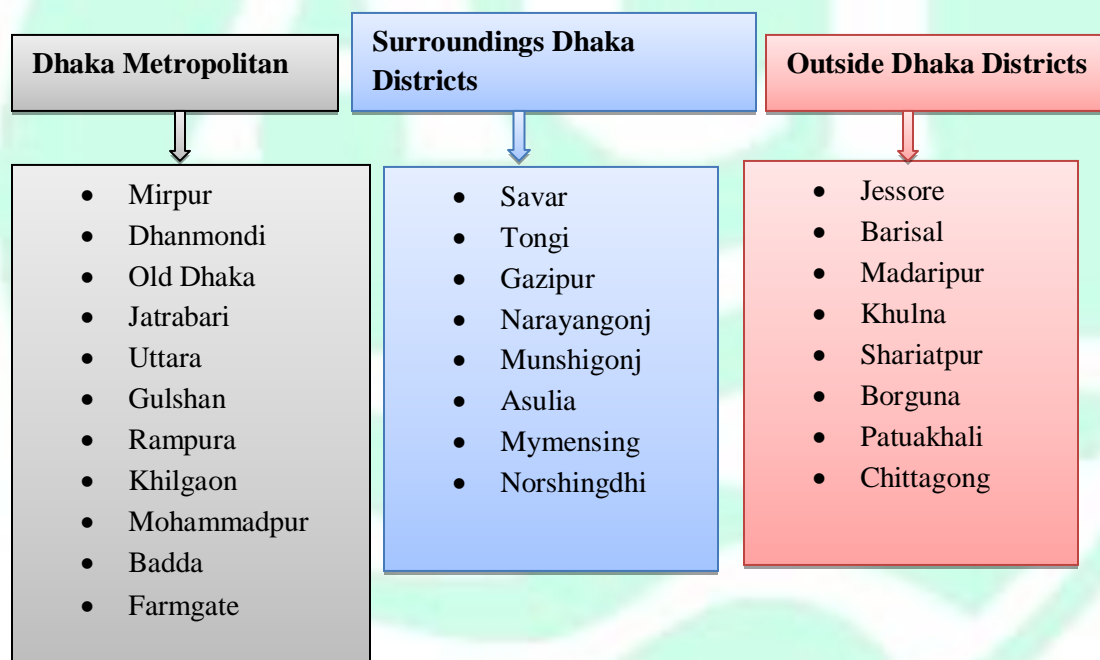 Dhaka Metropolitan
Surroundings Dhaka
Districts
Outside Dhaka Districts
• Mirpur
• Dhanmondi
• Old Dhaka
• Jatrabari
• Uttara
• Gulshan
• Rampura
• Khilgaon
• Mohammadpur
• Badda
• Farmgate
• Savar
• Tongi
• Gazipur
• Narayangonj
• Munshigonj
• Asulia
• Mymensing
• Norshingdhi
• Jessore
• Barisal
• Madaripur
• Khulna
• Shariatpur
• Borguna
• Patuakhali
• Chittagong